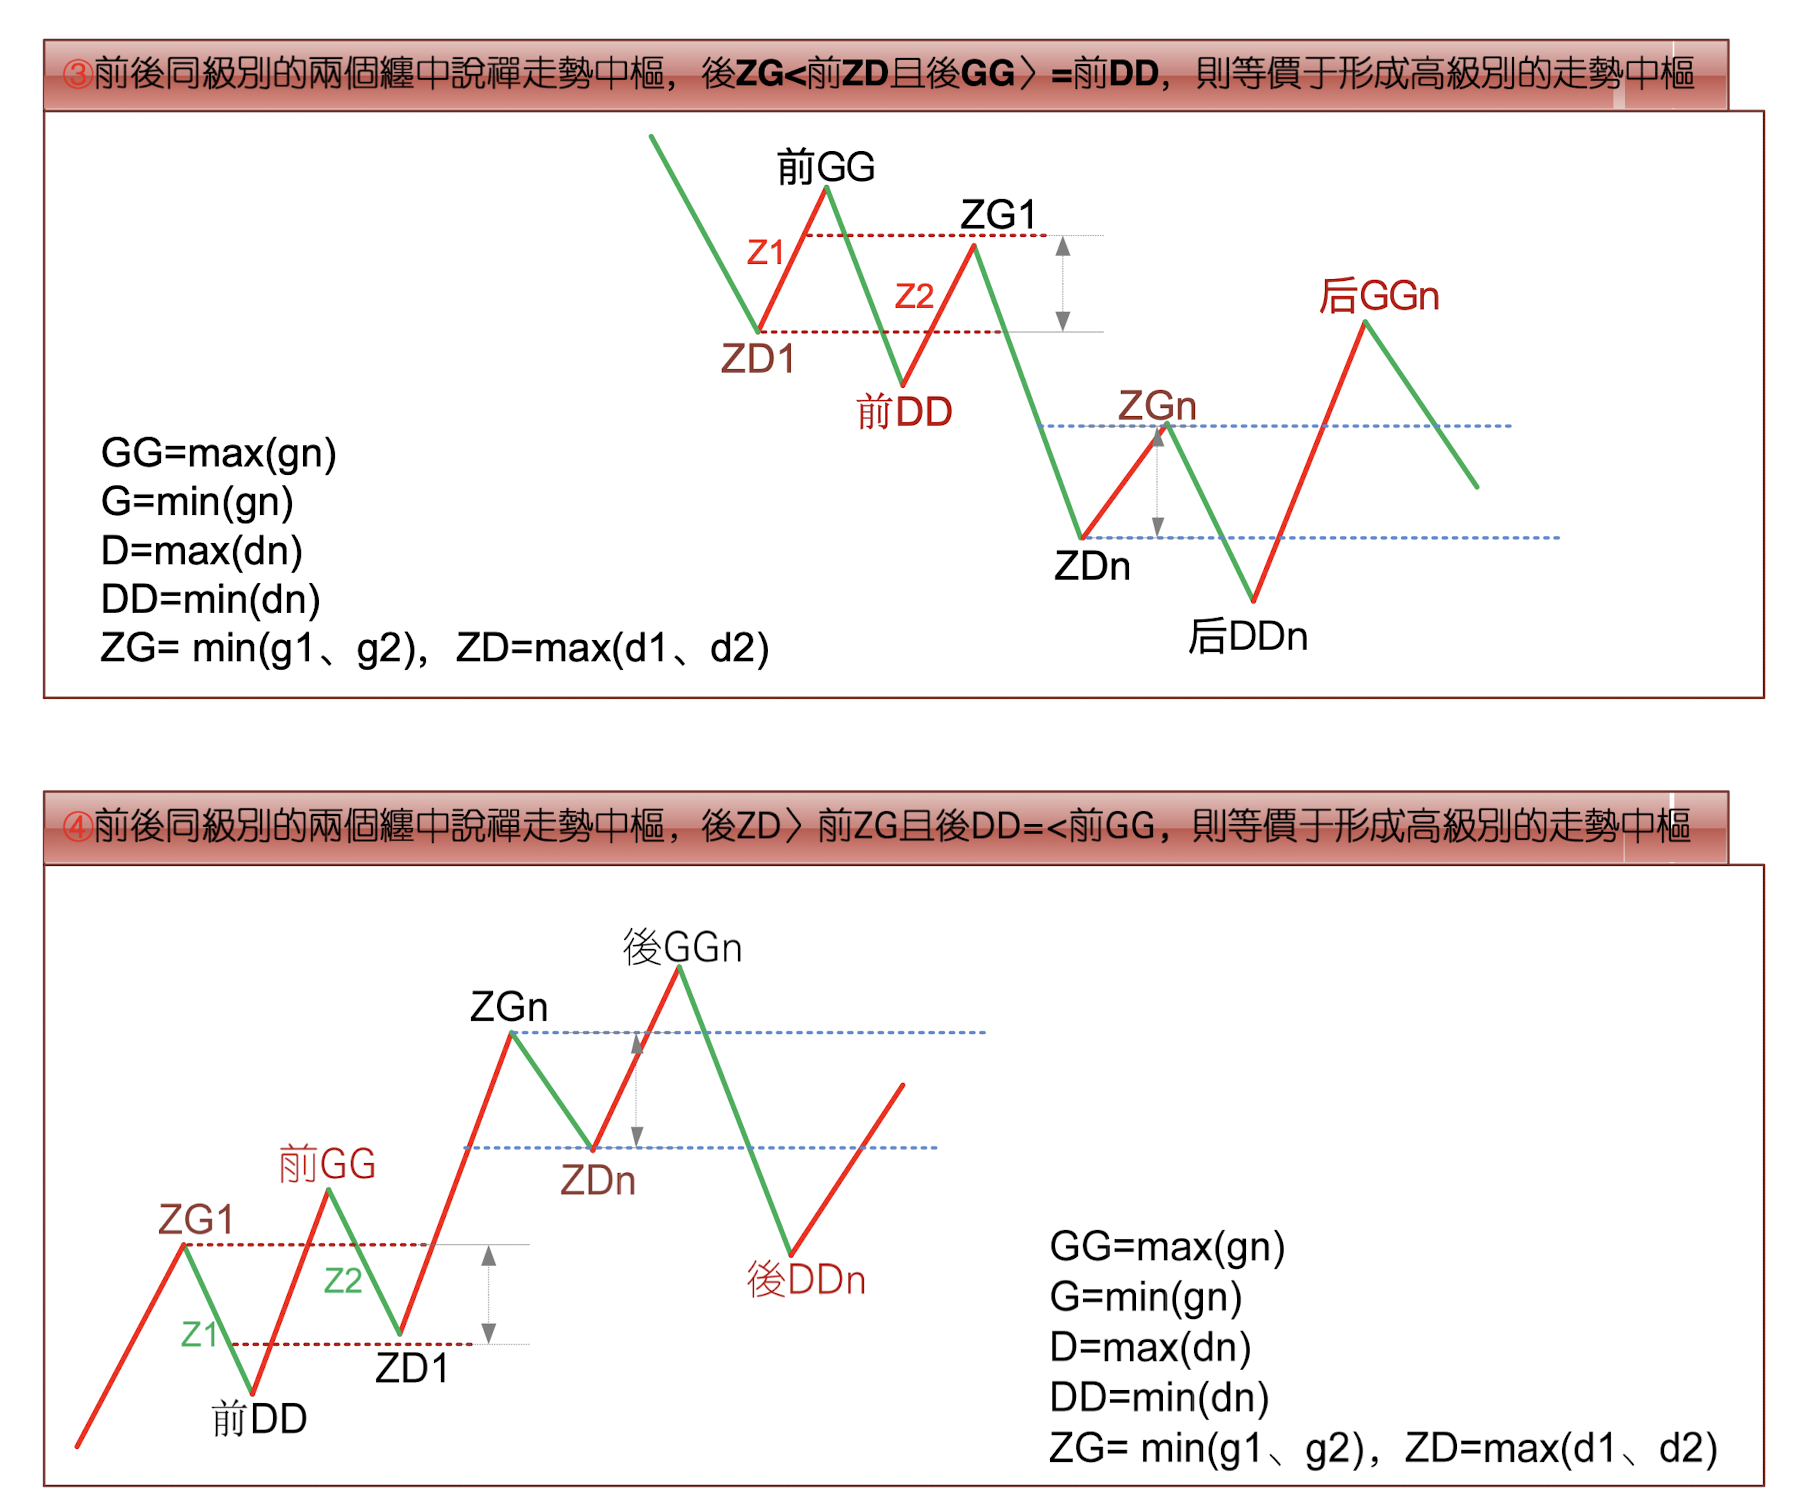 ③前後同級別的兩個纏中說禪走勢中樞，後ZG<前ZD且後GG〉=前DD，則等價于形成高級別的走勢中樞
前GG
ZG1
Z1
Z2
后GGn
ZD1
前DD
ZGn
GG=max(gn)
G=min(gn)
D=max(dn)
ZDn
DD=min(dn)
后DDn
ZG= min(g1、g2)，ZD=max(d1、d2)
④前後同級別的兩個纏中說禪走勢中樞，後ZD〉前ZG且後DD=<前GG，則等價于形成高級別的走勢中樞
後GGn
ZGn
前GG
ZDn
ZG1
Z2
後DDn
Z1
ZD1
前DD
GG=max(gn)
G=min(gn)
D=max(dn)
DD=min(dn)
ZG= min(g1、g2)，ZD=max(d1、d2)